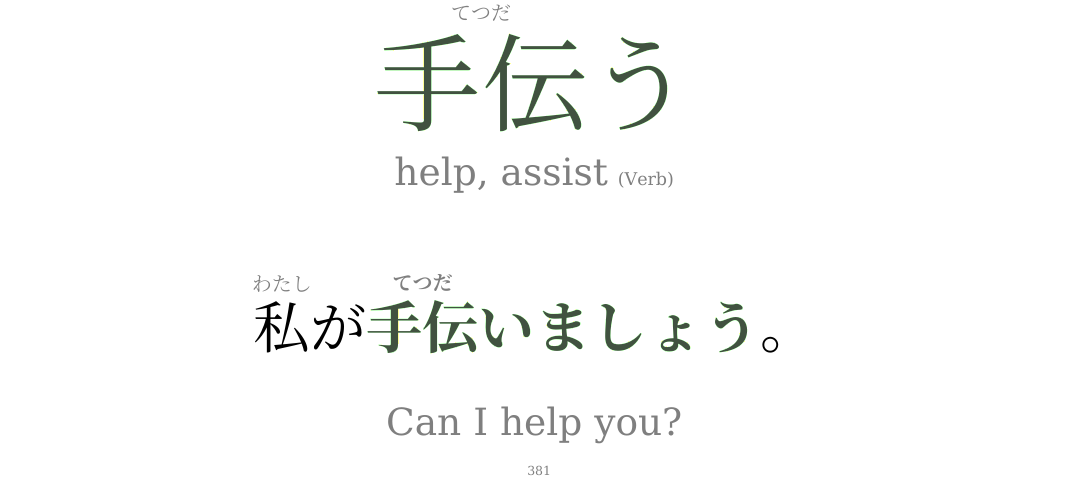 てつだ
手伝う
help, assist (Verb)
わたし てつだ
私が手伝いましょう。
Can I help you?
381